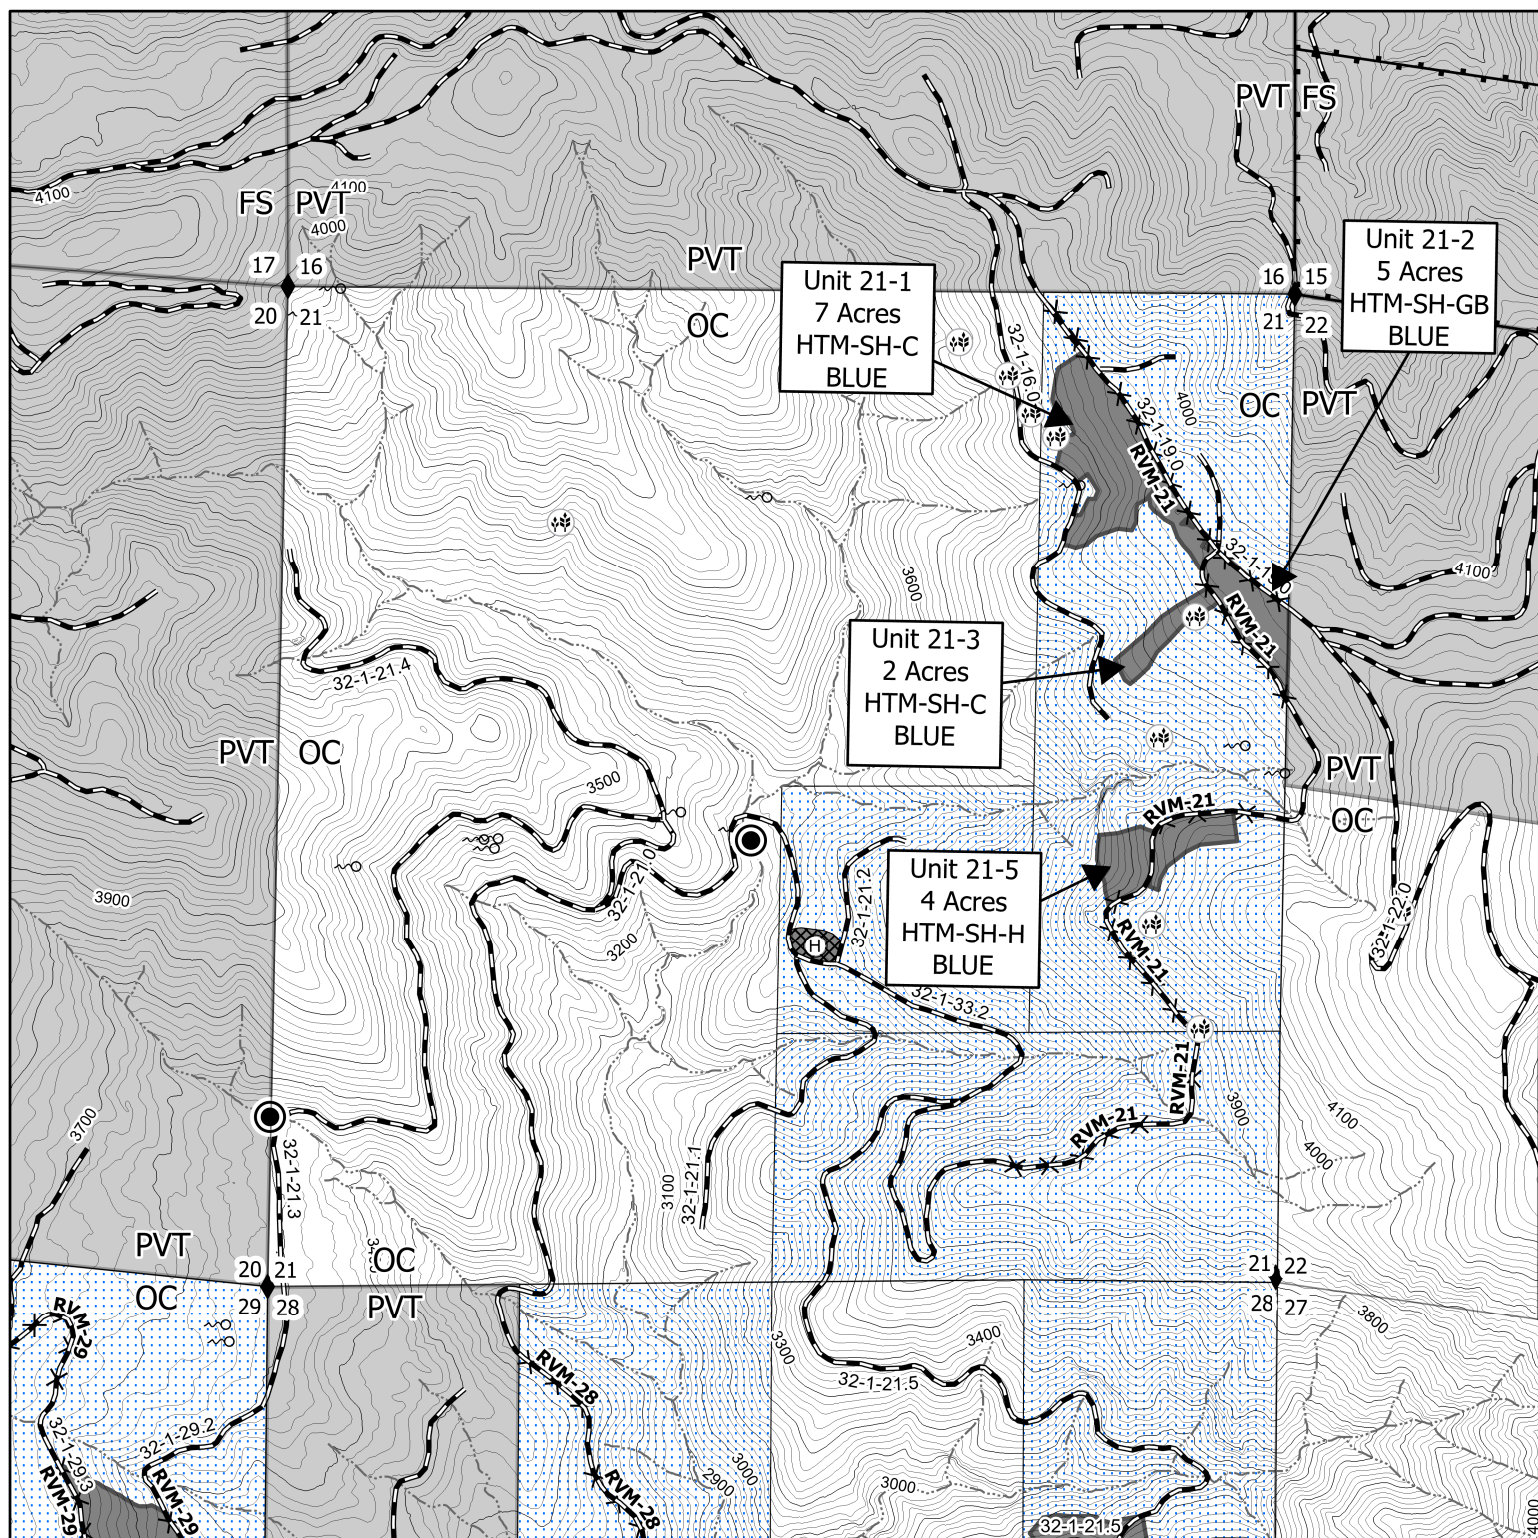 PVT FS
4100
4100
FS PVT
4000
PVT
17 16
20 21
16 15
21 22
Unit 21-1
7 Acres
HTM-SH-C
BLUE
Unit 21-2
5 Acres
HTM-SH-GB
BLUE
OC
32-1-16.0
32-1-19.0
4000
OC PVT
RVM-21
32-1-19.0
4100
3600
RVM-21
Unit 21-3
2 Acres
HTM-SH-C
BLUE
32-1-21.4
PVT OC
3500
PVT
OC
RVM-21
32-1-21.0
3900
Unit 21-5
4 Acres
HTM-SH-H
BLUE
32-1-21.2
H
3200
32-1-22.0
RVM-21
32-1-33.2
RVM-21
3700
3900
4100
4000
RVM-21
32-1-21.3
3100
32-1-21.1
PVT
OC
OC
PVT
20 21
29 28
21 22
28 27
RVM-29
3300
3400
3800
32-1-21.5
RVM-28
32-1-29.2
32-1-29.3
RVM-29
RVM-29
3000
2900
RVM-28
3000
32-1-21.5